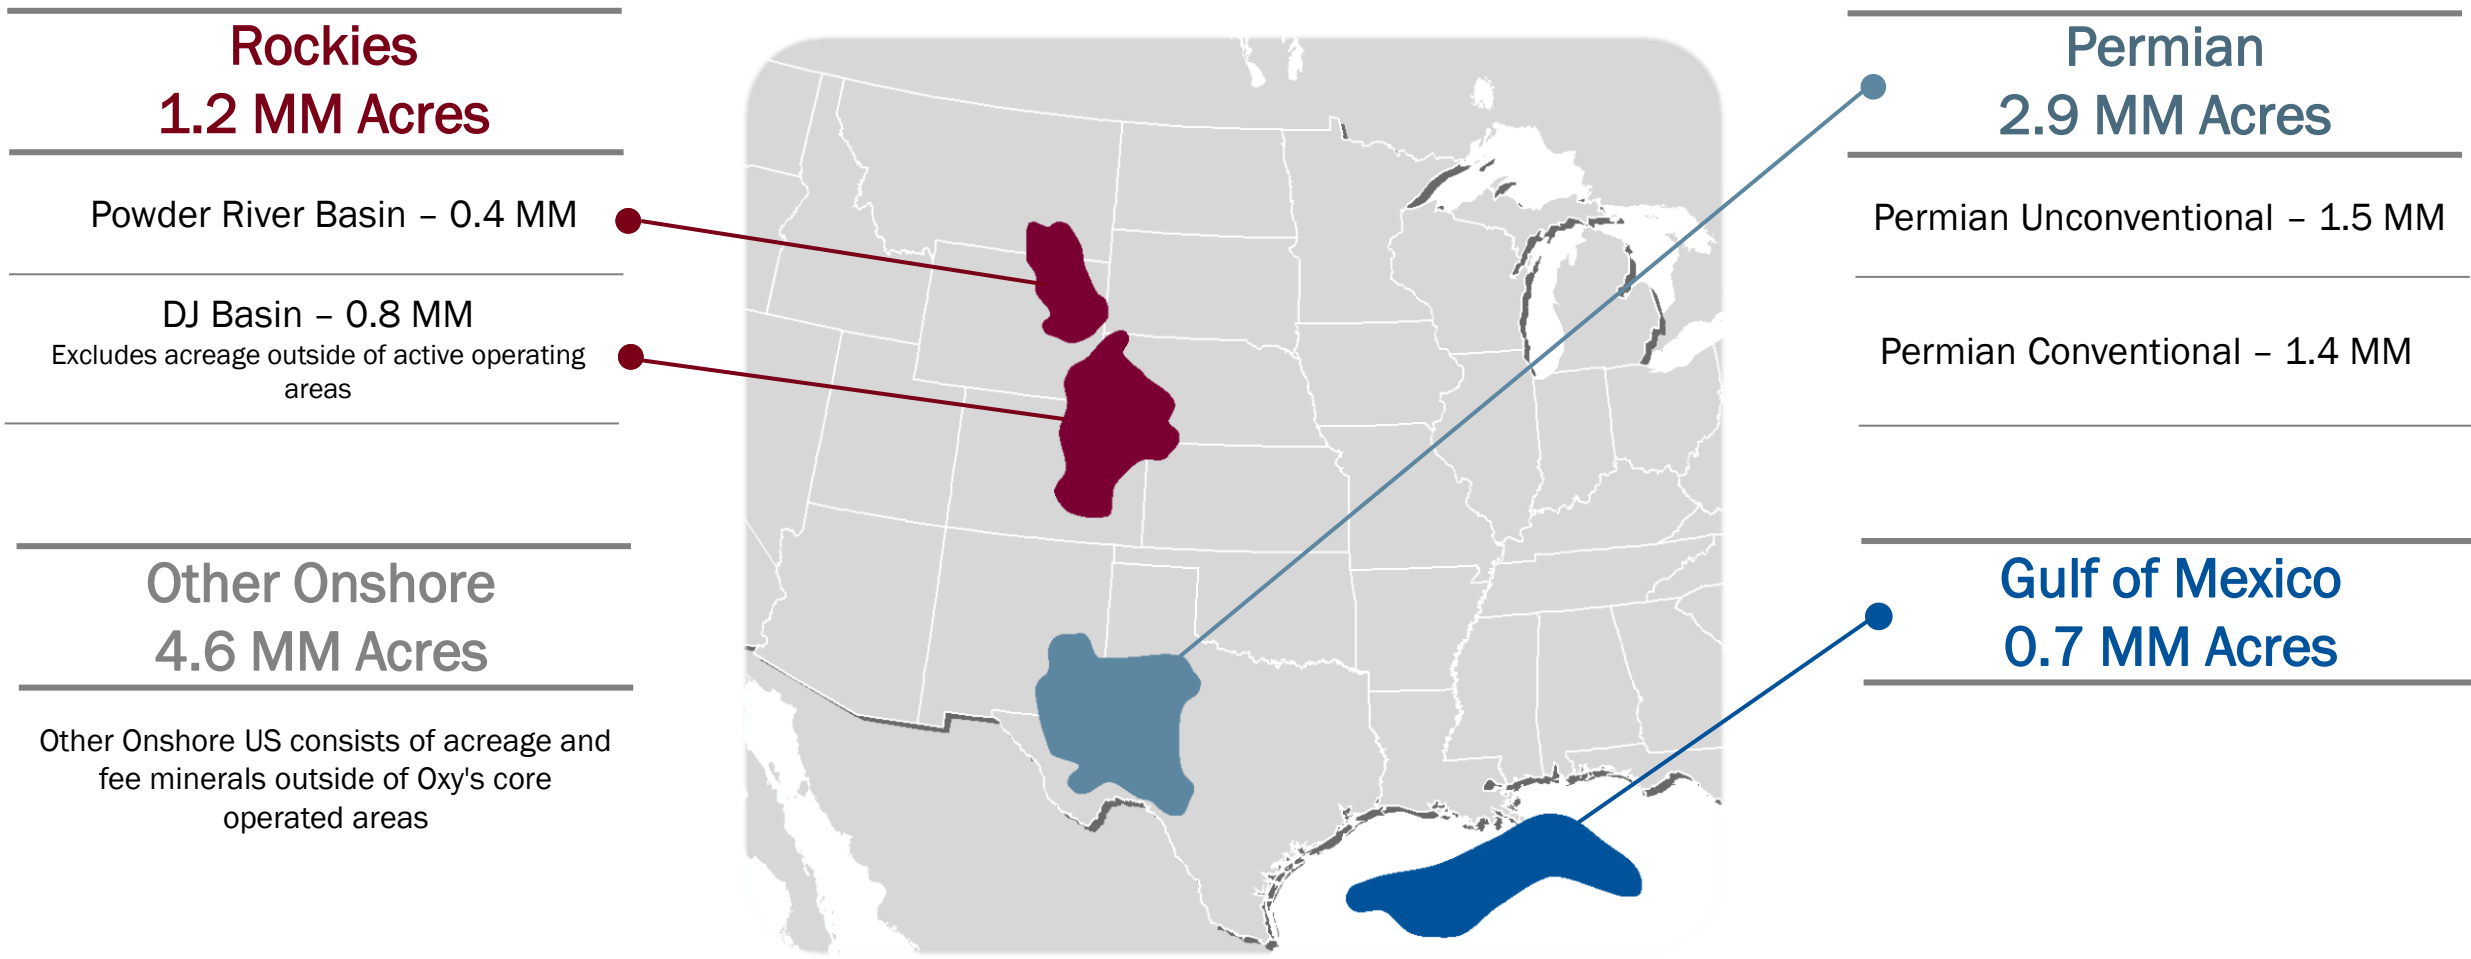 Rockies
1.2 MM Acres
Powder River Basin – 0.4 MM
DJ Basin – 0.8 MM
Excludes acreage outside of active operating
areas
Other Onshore
4.6 MM Acres
Other Onshore US consists of acreage and
fee minerals outside of Oxy's core
operated areas
Permian
2.9 MM Acres
Permian Unconventional – 1.5 MM
Permian Conventional – 1.4 MM
Gulf of Mexico
0.7 MM Acres